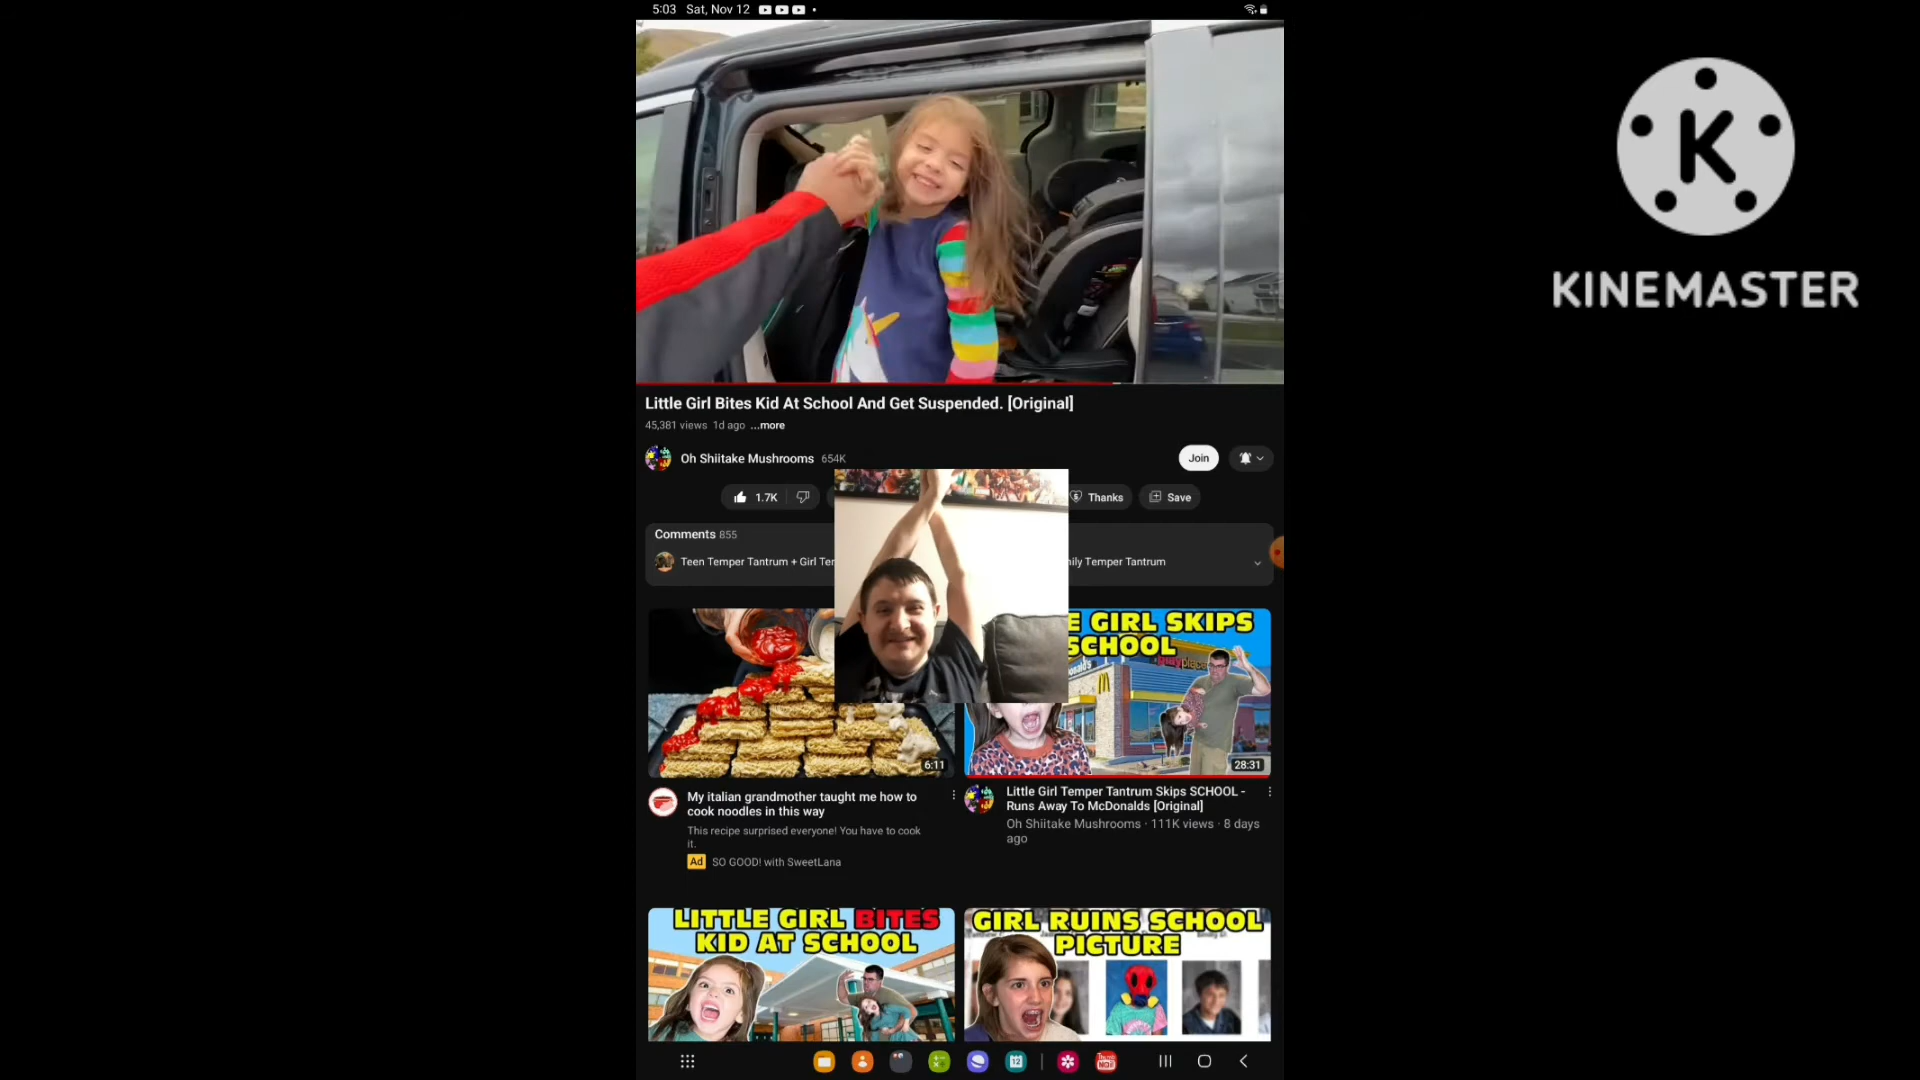 5:03 Sat, Nov 12
K
KINEMASTER
Little Girl Bites Kid At School And Get Suspended. [Original]
45,381 views 1d ago ...more
Oh Shiitake Mushrooms 654K
Join
1.7K
Thanks
Save
Comments 855
Teen Temper Tantrum + Girl Ter
ily Temper Tantrum
E GIRL SKIPS
SCHOOL
6:11
28:31
My italian grandmother taught me how to
cook noodles in this way
This recipe surprised everyone! You have to cook
it.
Ad SO GOOD! with SweetLana
Little Girl Temper Tantrum Skips SCHOOL -
Runs Away To McDonalds [Original]
Oh Shiitake Mushrooms · 111K views · 8 days
ago
LITTLE GIRL BITES
KID AT SCHOOL
GIRL RUINS SCHOOL
PICTURE
12